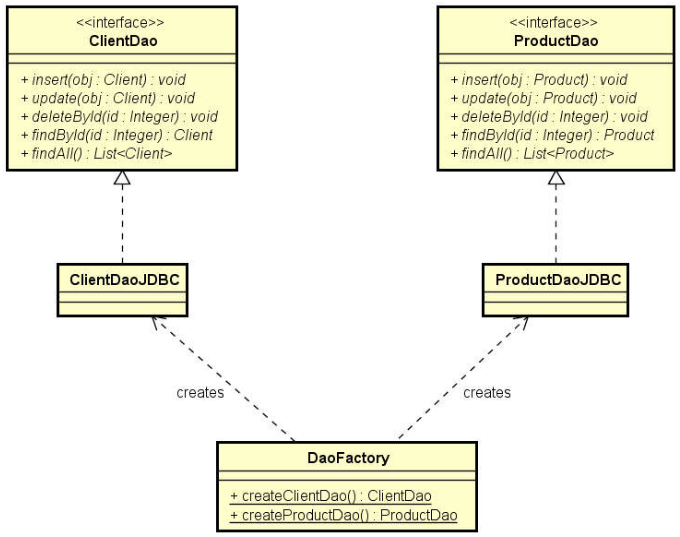 <<interface>>
ClientDao
+ insert(obj : Client) : void
+ update(obj : Client) : void
+ deleteById(id : Integer) : void
+ findById(id : Integer) : Client
+ findAll() : List<Client>
<<interface>>
ProductDao
+ insert(obj : Product) : void
+ update(obj : Product) : void
+ deleteById(id : Integer) : void
+ findById(id : Integer) : Product
+ findAll() : List<Product>
ClientDaoJDBC
ProductDaoJDBC
creates
creates
DaoFactory
+ createClientDao() : ClientDao
+ createProductDao() : ProductDao